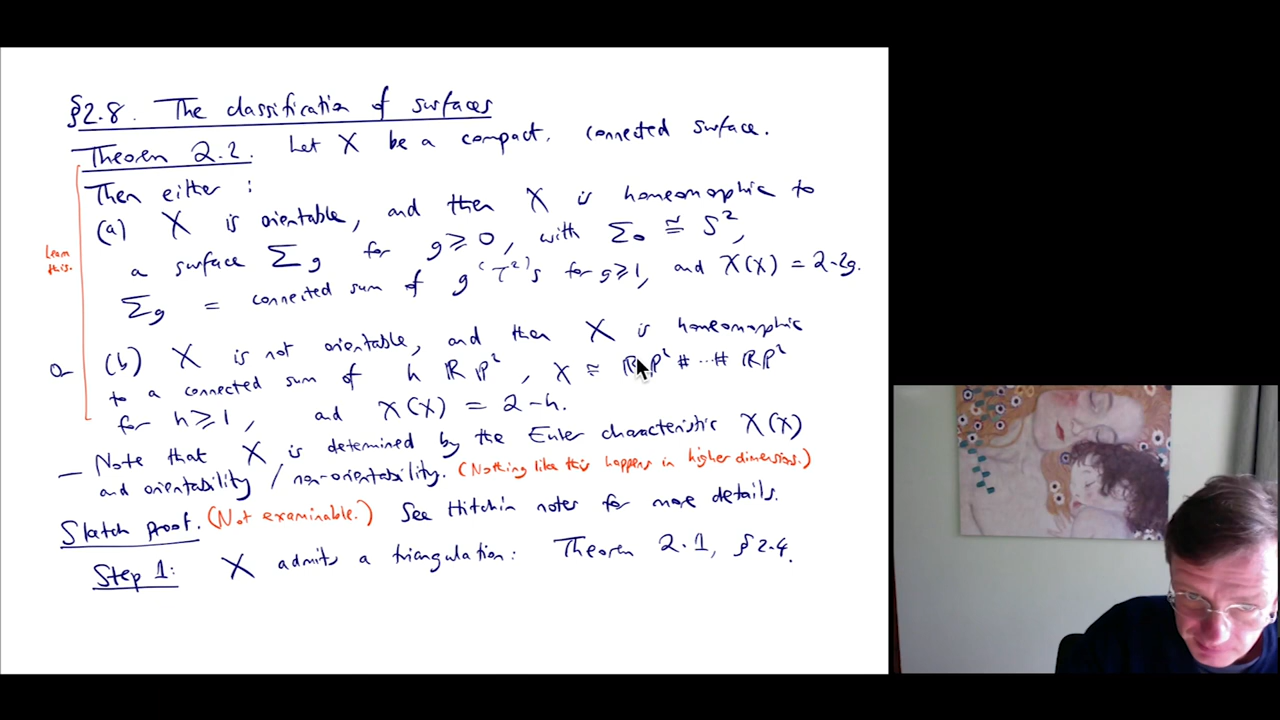 §2.8. The classification of surfaces
Theorem 2.2. Let X be a compact, connected surface.
Then either:
(a) X is orientable, and then X is homeomorphic to
a surface Σg for g ≥ 0, with Σ0 ≅ S²,
Σg = connected sum of g (T²)'s for g ≥ 1, and χ(X) = 2-2g.
Learn
this.
or (b) X is not orientable, and then X is homeomorphic
to a connected sum of h ℝℙ², X ≅ ℝℙ² # ··· # ℝℙ²
for h ≥ 1, and χ(X) = 2-h.
— Note that X is determined by the Euler characteristic χ(X)
and orientability / non-orientability. (Nothing like this happens in higher dimensions.)
Sketch proof. (Not examinable.) See Hitchin notes for more details.
Step 1: X admits a triangulation: Theorem 2.1, §2.4.